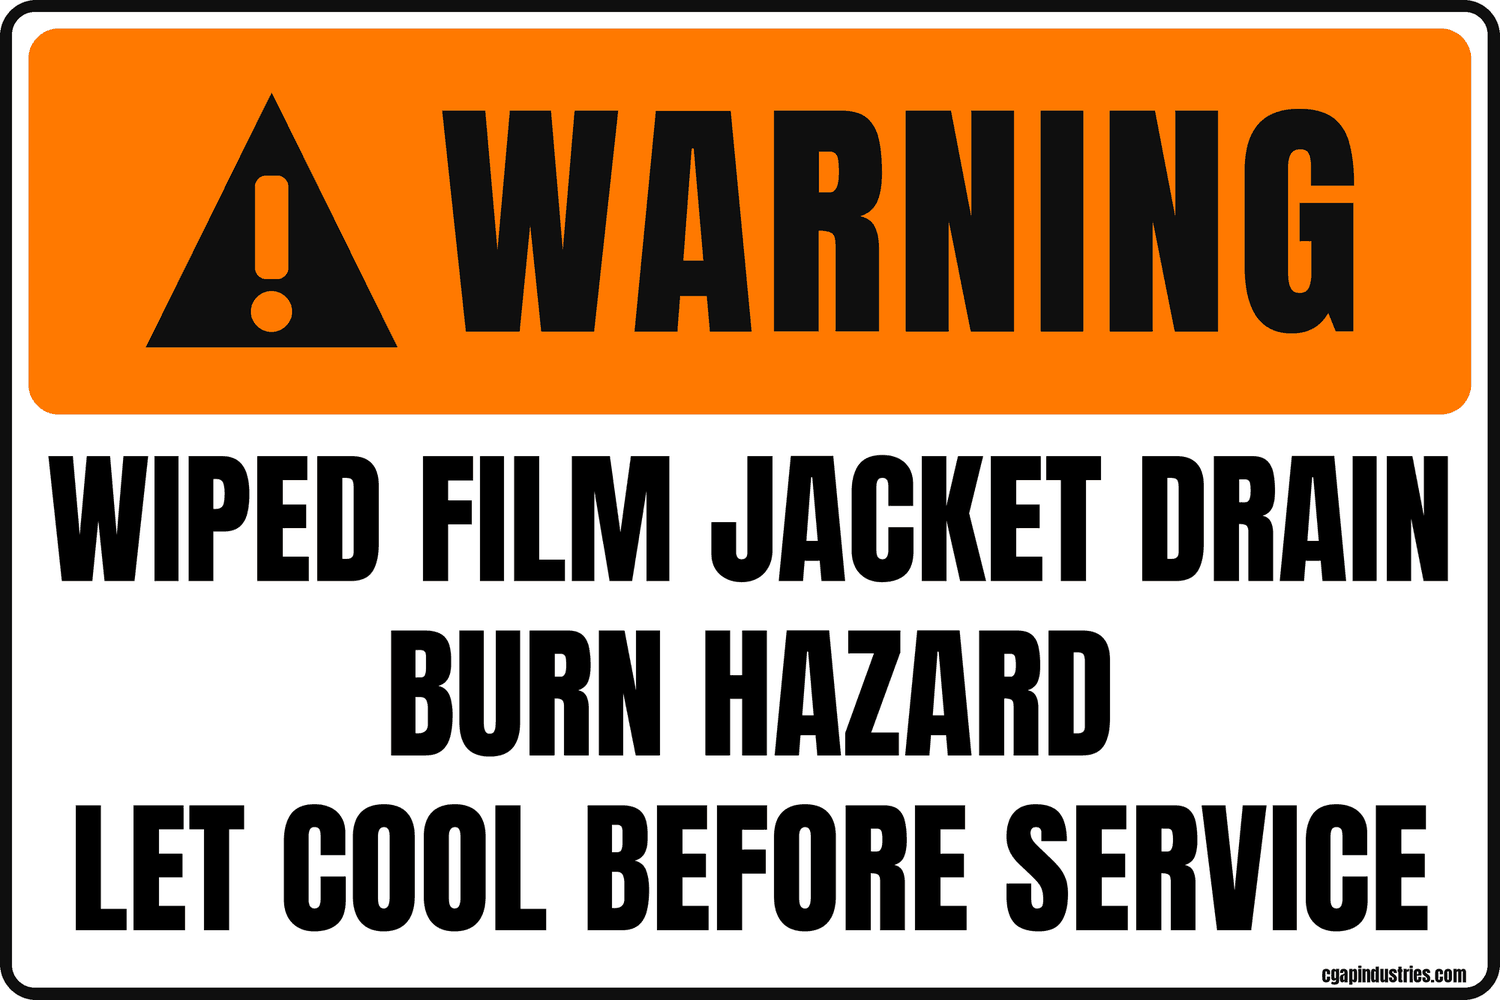 WARNING
WIPED FILM JACKET DRAIN
BURN HAZARD
LET COOL BEFORE SERVICE
cgapindustries.com